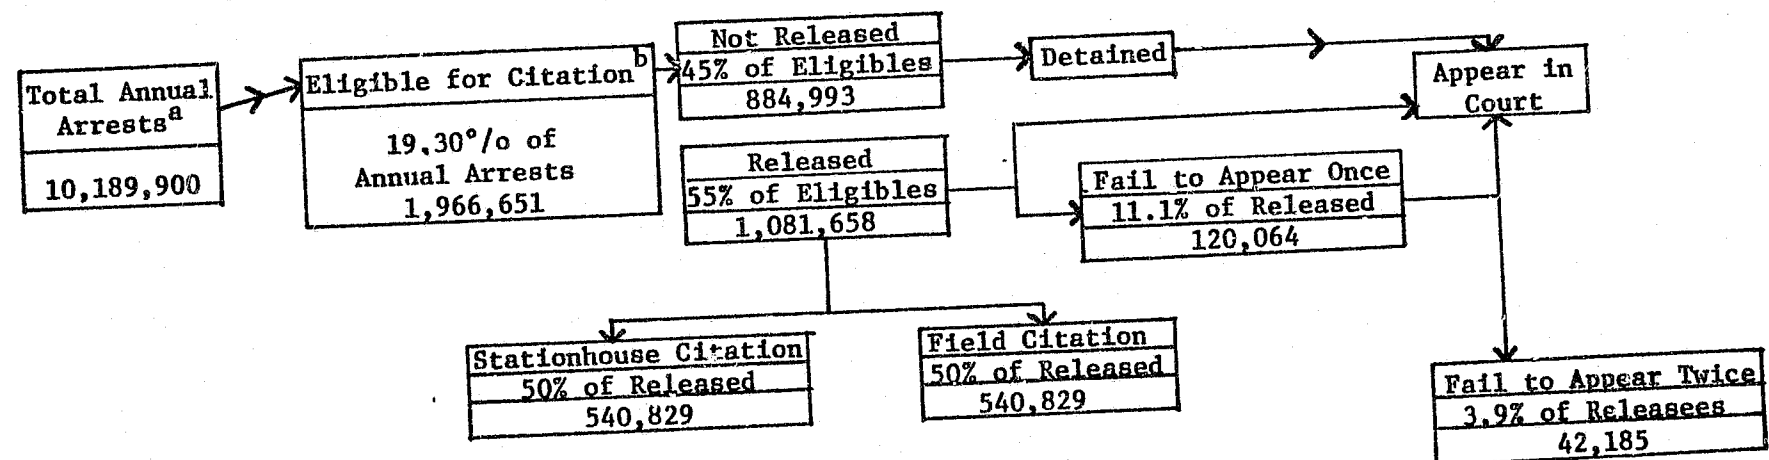 Total Annual
Arrestsᵃ
10,189,900
Eligible for Citationᵇ
19.30°/o of
Annual Arrests
1,966,651
Not Released
45% of Eligibles
884,993
Detained
Appear in
Court
Released
55% of Eligibles
1,081,658
Fail to Appear Once
11.1% of Released
120,064
Stationhouse Citation
50% of Released
540,829
Field Citation
50% of Released
540,829
Fail to Appear Twice
3.9% of Releasees
42,185